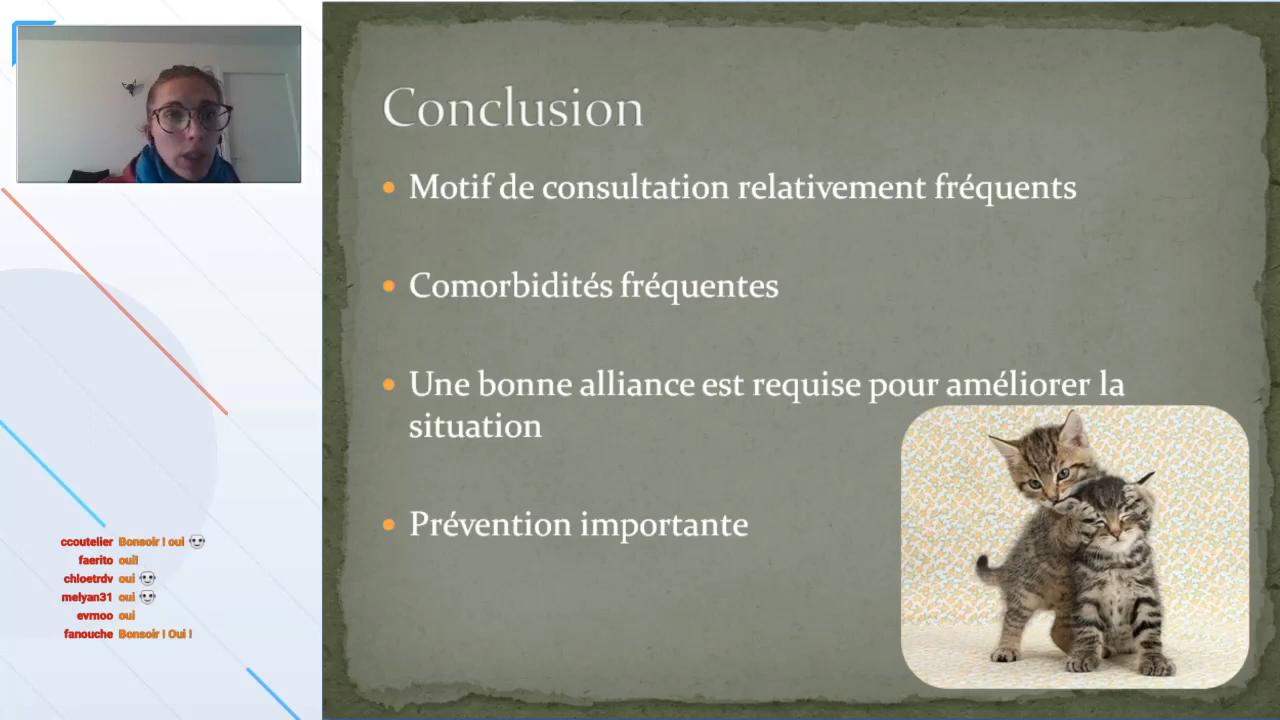 Conclusion
• Motif de consultation relativement fréquents
• Comorbidités fréquentes
• Une bonne alliance est requise pour améliorer la
situation
• Prévention importante
ccoutelier Bonsoir ! oui
faerito oui!
chloetrdv oui
melyan31 oui
evrnoo oui
fanouche Bonsoir ! Oui !